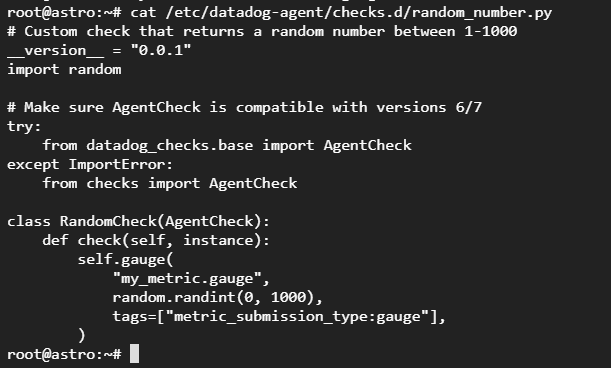 root@astro:~# cat /etc/datadog-agent/checks.d/random_number.py
# Custom check that returns a random number between 1-1000
__version__ = "0.0.1"
import random

# Make sure AgentCheck is compatible with versions 6/7
try:
    from datadog_checks.base import AgentCheck
except ImportError:
    from checks import AgentCheck

class RandomCheck(AgentCheck):
    def check(self, instance):
        self.gauge(
            "my_metric.gauge",
            random.randint(0, 1000),
            tags=["metric_submission_type:gauge"],
        )
root@astro:~#